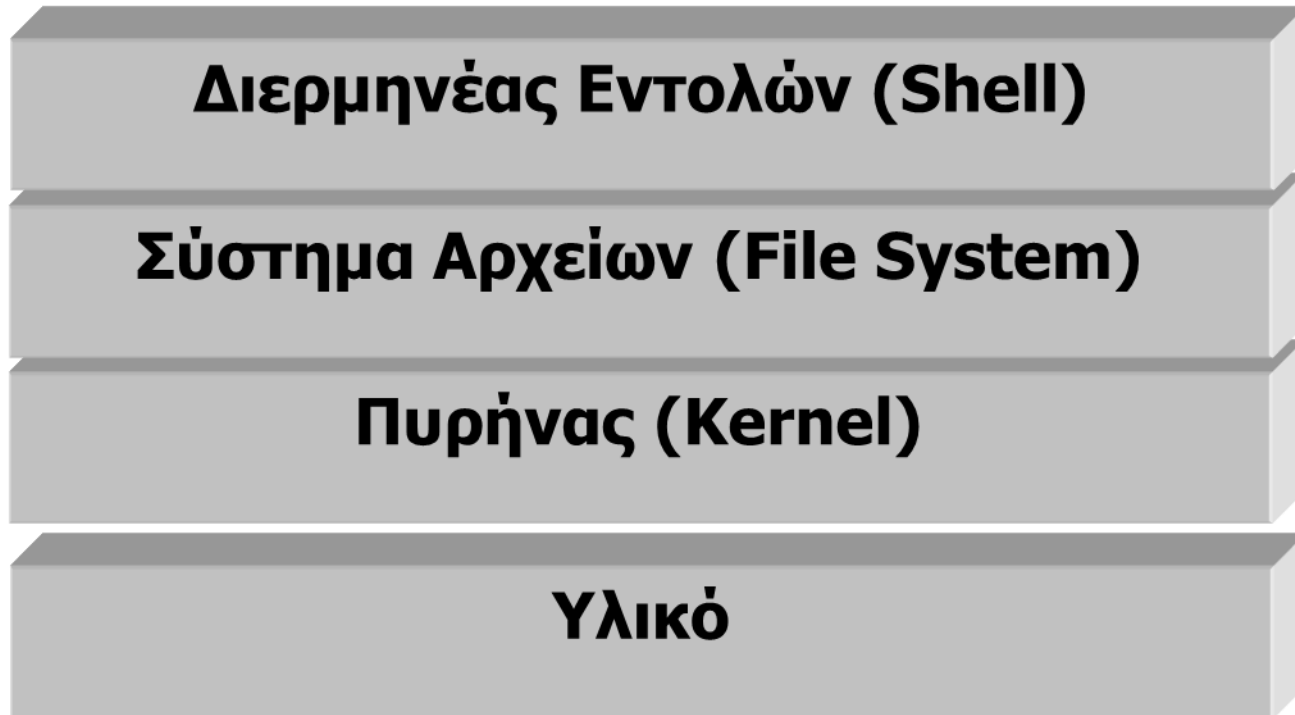 Διερμηνέας Εντολών (Shell)
Σύστημα Αρχείων (File System)
Πυρήνας (Kernel)
Υλικό